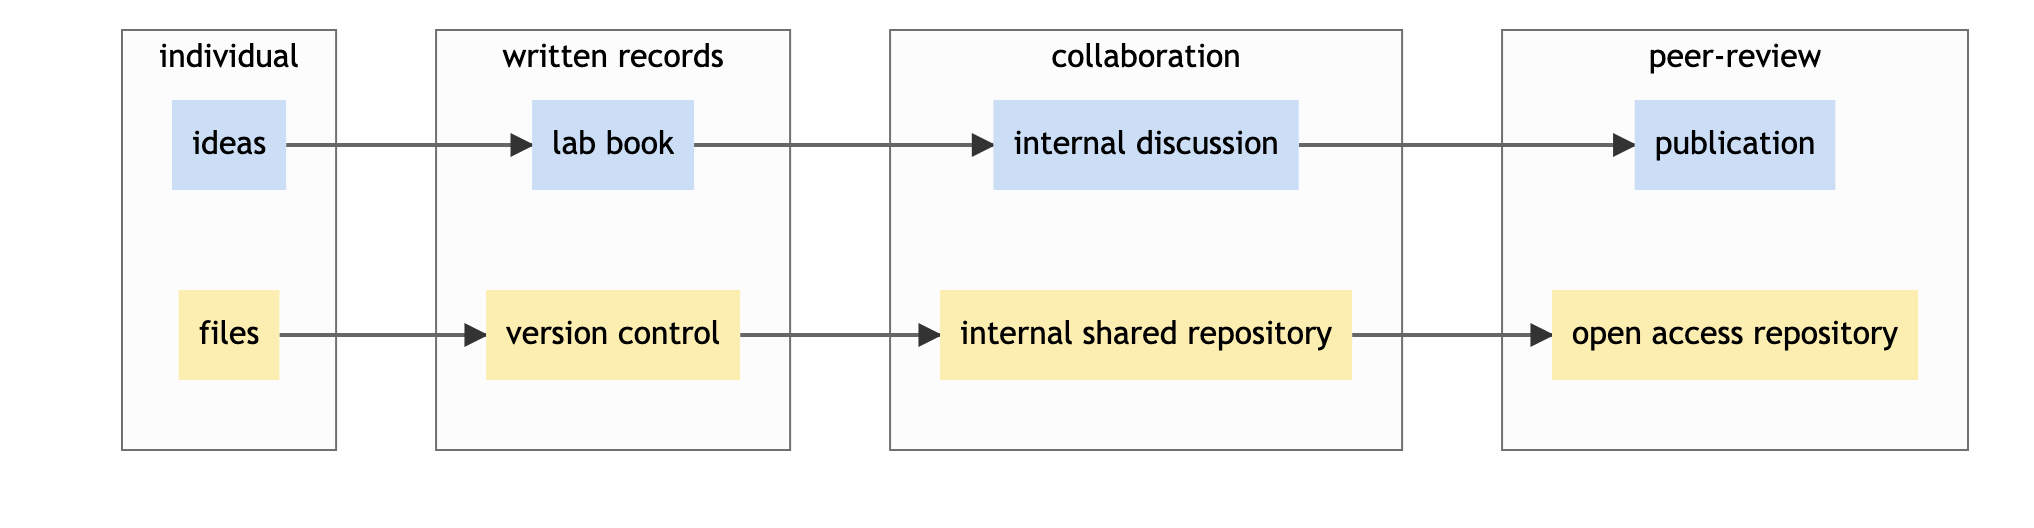 individual
written records
collaboration
peer-review
ideas
lab book
internal discussion
publication
files
version control
internal shared repository
open access repository